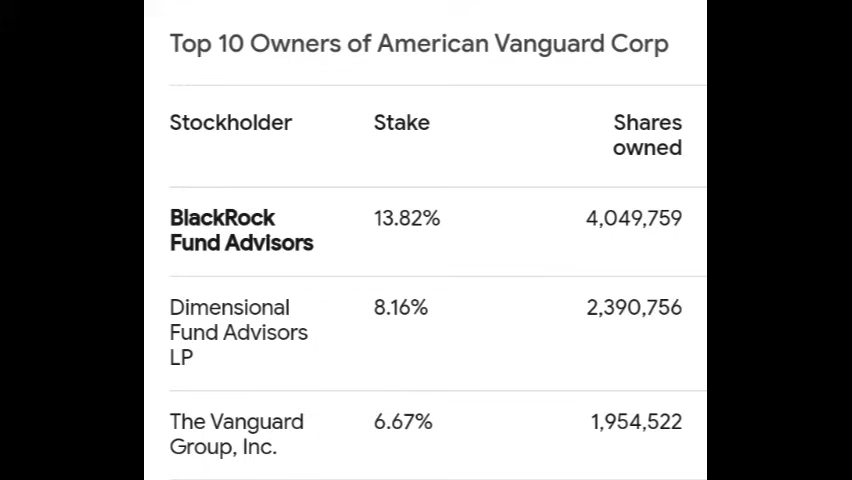 Top 10 Owners of American Vanguard Corp
Stockholder Stake Shares
owned
BlackRock 13.82% 4,049,759
Fund Advisors
Dimensional 8.16% 2,390,756
Fund Advisors
LP
The Vanguard 6.67% 1,954,522
Group, Inc.